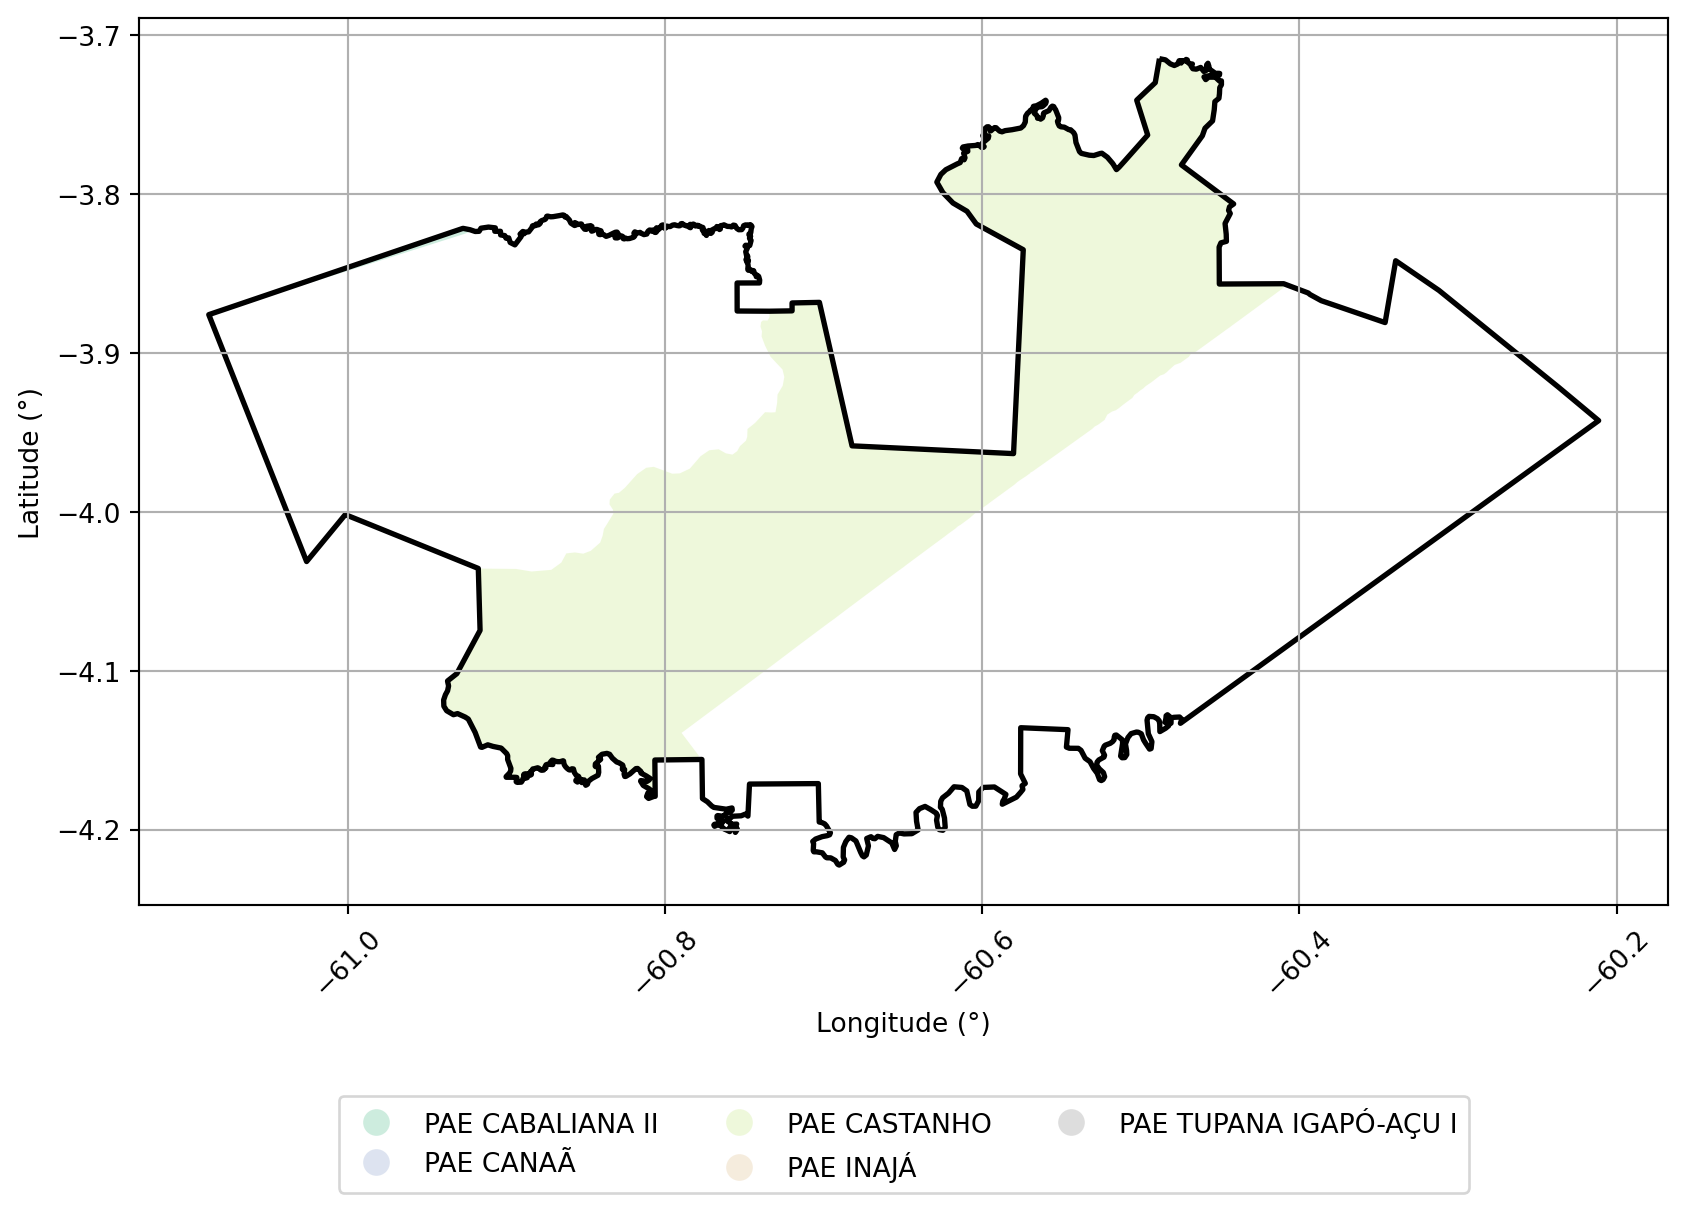 −3.7
−3.8
−3.9
−4.0
−4.1
−4.2
Latitude (°)
−61.0
−60.8
−60.6
−60.4
−60.2
Longitude (°)
PAE CABALIANA II
PAE CANAÃ
PAE CASTANHO
PAE INAJÁ
PAE TUPANA IGAPÓ-AÇU I